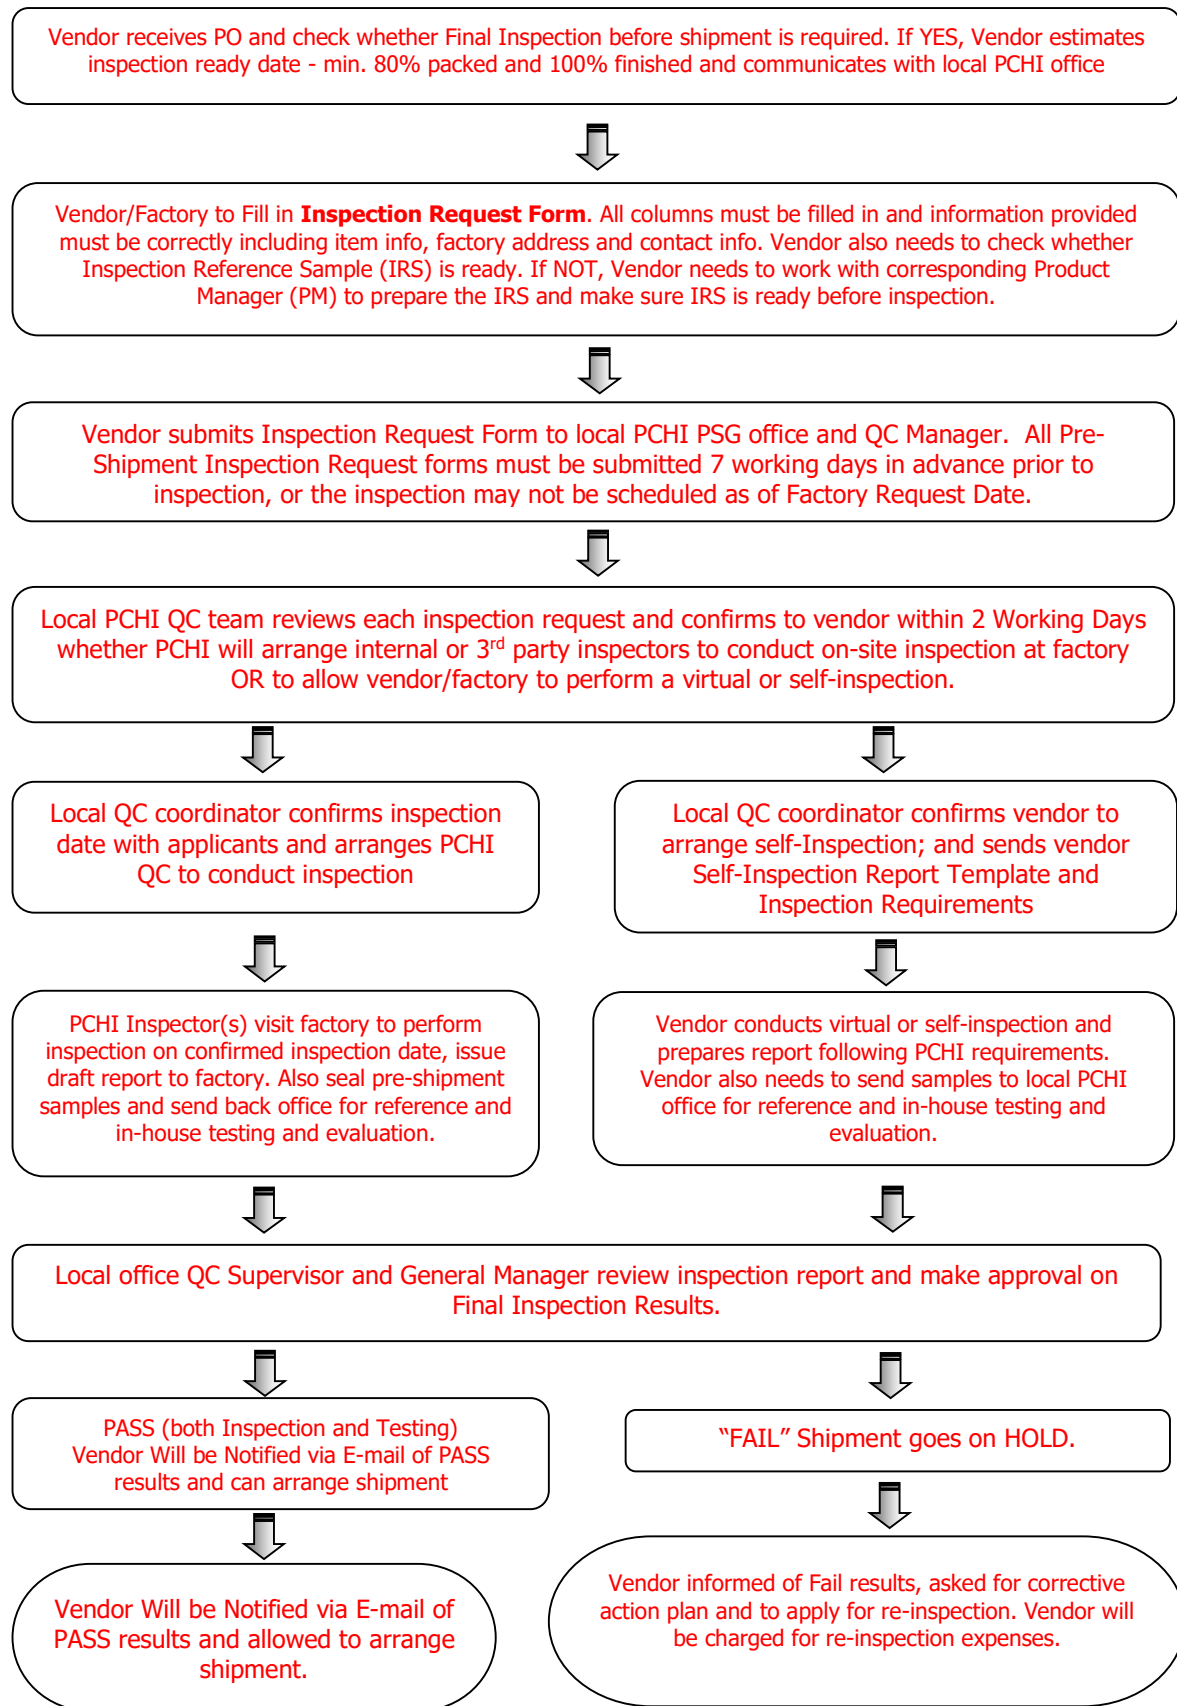 Vendor receives PO and check whether Final Inspection before shipment is required. If YES, Vendor estimates
inspection ready date - min. 80% packed and 100% finished and communicates with local PCHI office
Vendor/Factory to Fill in Inspection Request Form. All columns must be filled in and information provided
must be correctly including item info, factory address and contact info. Vendor also needs to check whether
Inspection Reference Sample (IRS) is ready. If NOT, Vendor needs to work with corresponding Product
Manager (PM) to prepare the IRS and make sure IRS is ready before inspection.
Vendor submits Inspection Request Form to local PCHI PSG office and QC Manager.  All Pre-
Shipment Inspection Request forms must be submitted 7 working days in advance prior to
inspection, or the inspection may not be scheduled as of Factory Request Date.
Local PCHI QC team reviews each inspection request and confirms to vendor within 2 Working Days
whether PCHI will arrange internal or 3rd party inspectors to conduct on-site inspection at factory
OR to allow vendor/factory to perform a virtual or self-inspection.
Local QC coordinator confirms inspection
date with applicants and arranges PCHI
QC to conduct inspection
Local QC coordinator confirms vendor to
arrange self-Inspection; and sends vendor
Self-Inspection Report Template and
Inspection Requirements
PCHI Inspector(s) visit factory to perform
inspection on confirmed inspection date, issue
draft report to factory. Also seal pre-shipment
samples and send back office for reference and
in-house testing and evaluation.
Vendor conducts virtual or self-inspection and
prepares report following PCHI requirements.
Vendor also needs to send samples to local PCHI
office for reference and in-house testing and
evaluation.
Local office QC Supervisor and General Manager review inspection report and make approval on
Final Inspection Results.
PASS (both Inspection and Testing)
Vendor Will be Notified via E-mail of PASS
results and can arrange shipment
“FAIL” Shipment goes on HOLD.
Vendor Will be Notified via E-mail of
PASS results and allowed to arrange
shipment.
Vendor informed of Fail results, asked for corrective
action plan and to apply for re-inspection. Vendor will
be charged for re-inspection expenses.